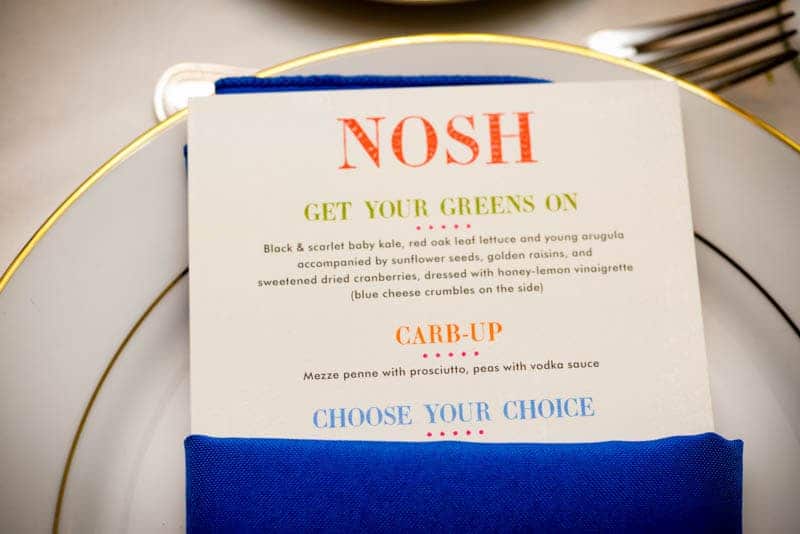 NOSH
GET YOUR GREENS ON
Black & scarlet baby kale, red oak leaf lettuce and young arugula
accompanied by sunflower seeds, golden raisins, and
sweetened dried cranberries, dressed with honey-lemon vinaigrette
(blue cheese crumbles on the side)
CARB-UP
Mezze penne with prosciutto, peas with vodka sauce
CHOOSE YOUR CHOICE